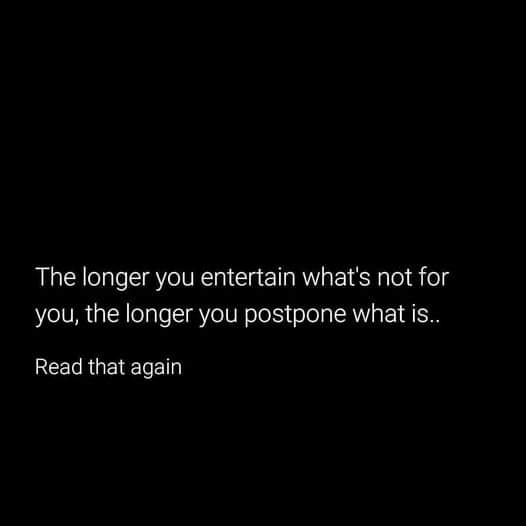 The longer you entertain what's not for
you, the longer you postpone what is..
Read that again